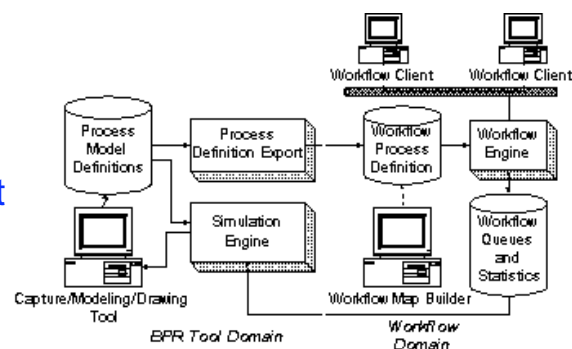 Workflow Client
Workflow Client
Process
Model
Definitions
Process
Definition Export
Workflow
Process
Definition
Workflow
Engine
t
Simulation
Engine
Workflow
Queues
and
Statistics
Capture/Modeling/Drawing
Tool
Workflow Map Builder
BPR Tool Domain
Workflow
Domain